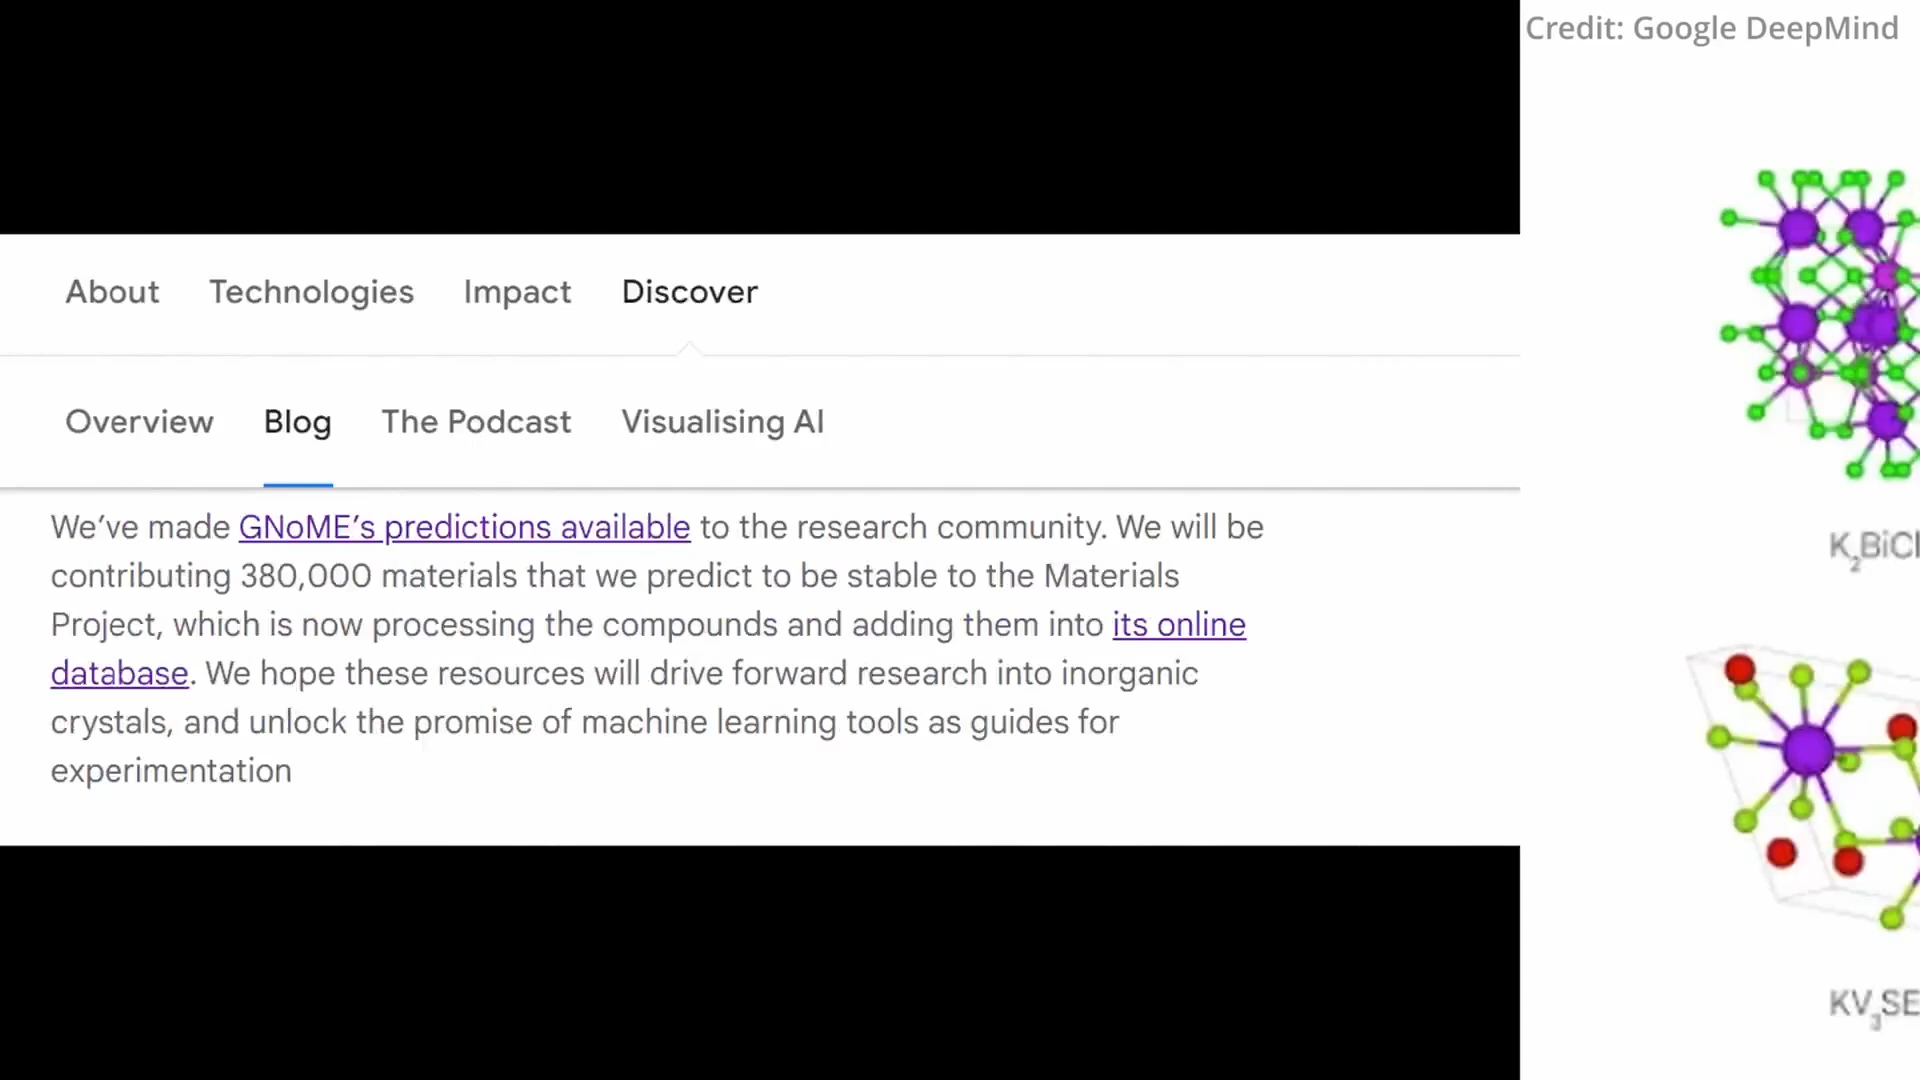 Credit: Google DeepMind
About Technologies Impact Discover
Overview Blog The Podcast Visualising AI
We’ve made GNoME’s predictions available to the research community. We will be
contributing 380,000 materials that we predict to be stable to the Materials
Project, which is now processing the compounds and adding them into its online
database. We hope these resources will drive forward research into inorganic
crystals, and unlock the promise of machine learning tools as guides for
experimentation